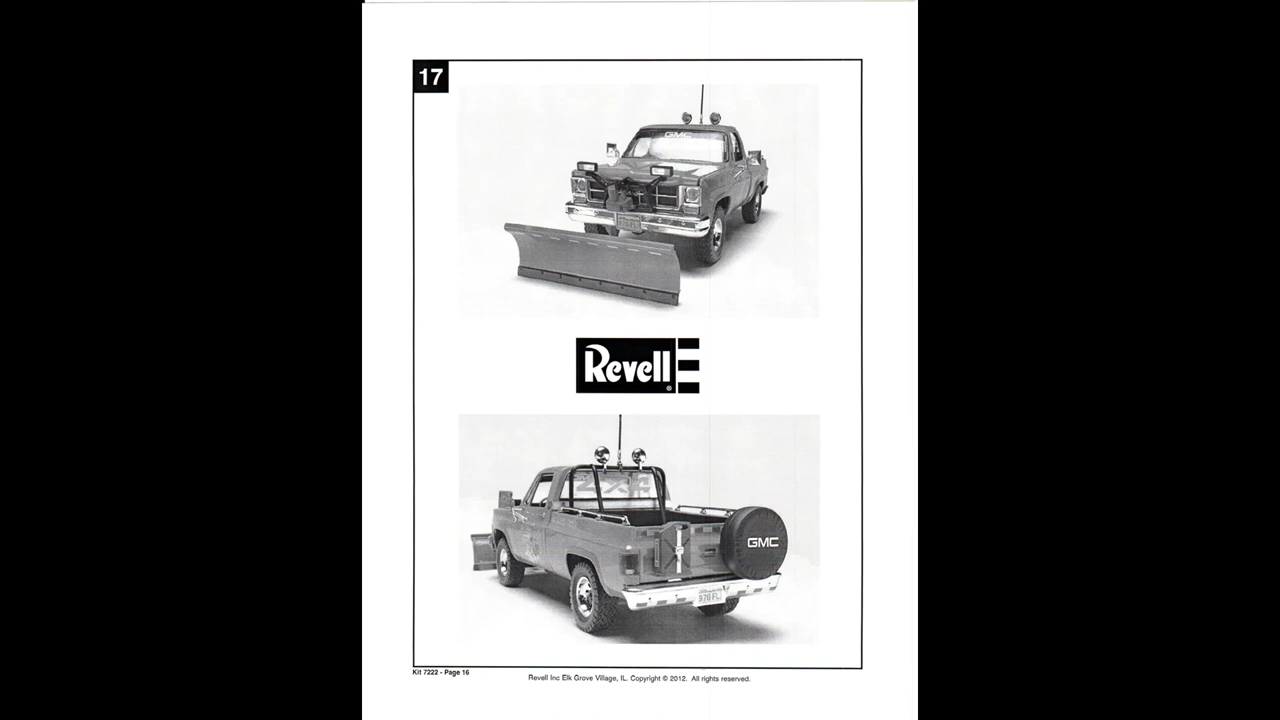 17
GMC
Revell
®
4x4
GMC
Kit 7222 - Page 16
Revell Inc Elk Grove Village, IL. Copyright © 2012. All rights reserved.